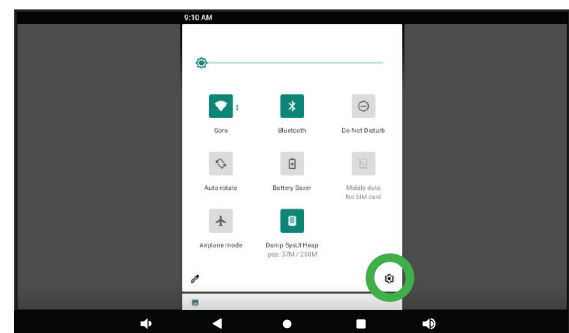 9:10 AM
Goro
Bluetooth
Do Not Disturb
Auto-rotate
Battery Saver
Mobile data
No SIM card
Airplane mode
Dump SysUI Heap
pss: 37M / 250M